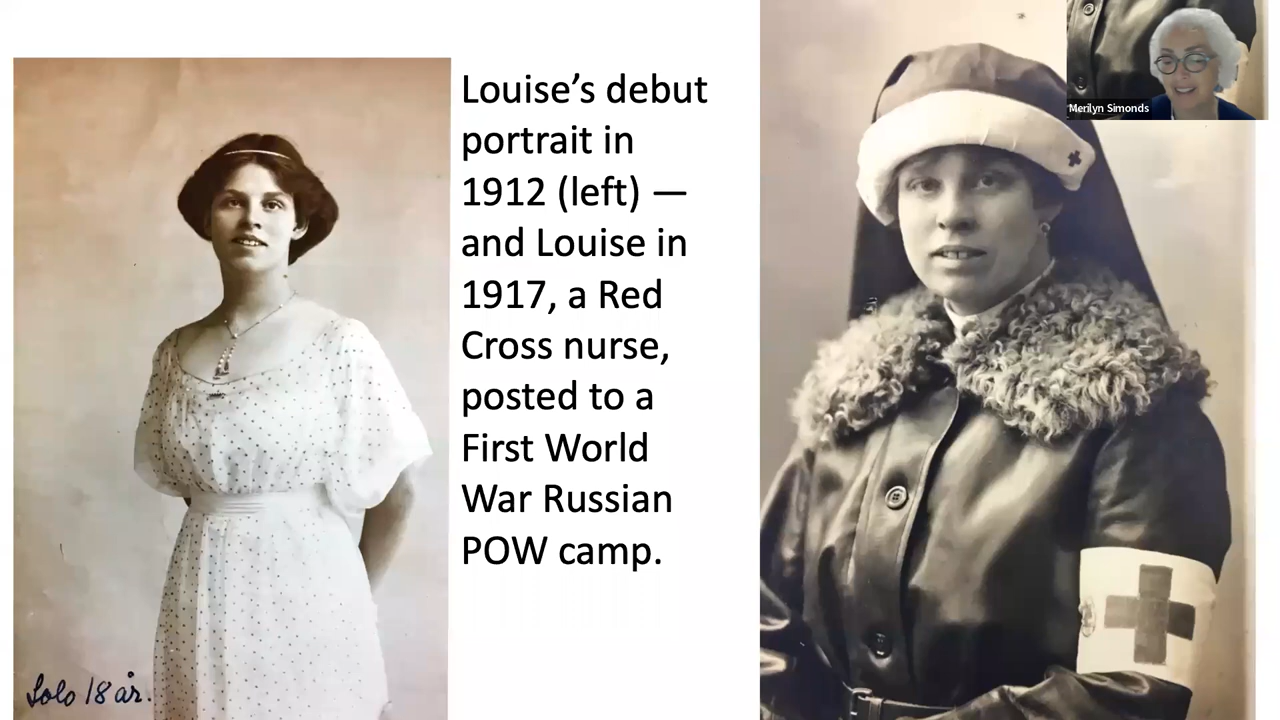 Louise’s debut
portrait in
1912 (left) —
and Louise in
1917, a Red
Cross nurse,
posted to a
First World
War Russian
POW camp.
Merilyn Simonds
Solo 18 år.